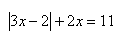 |3x − 2| + 2x = 11